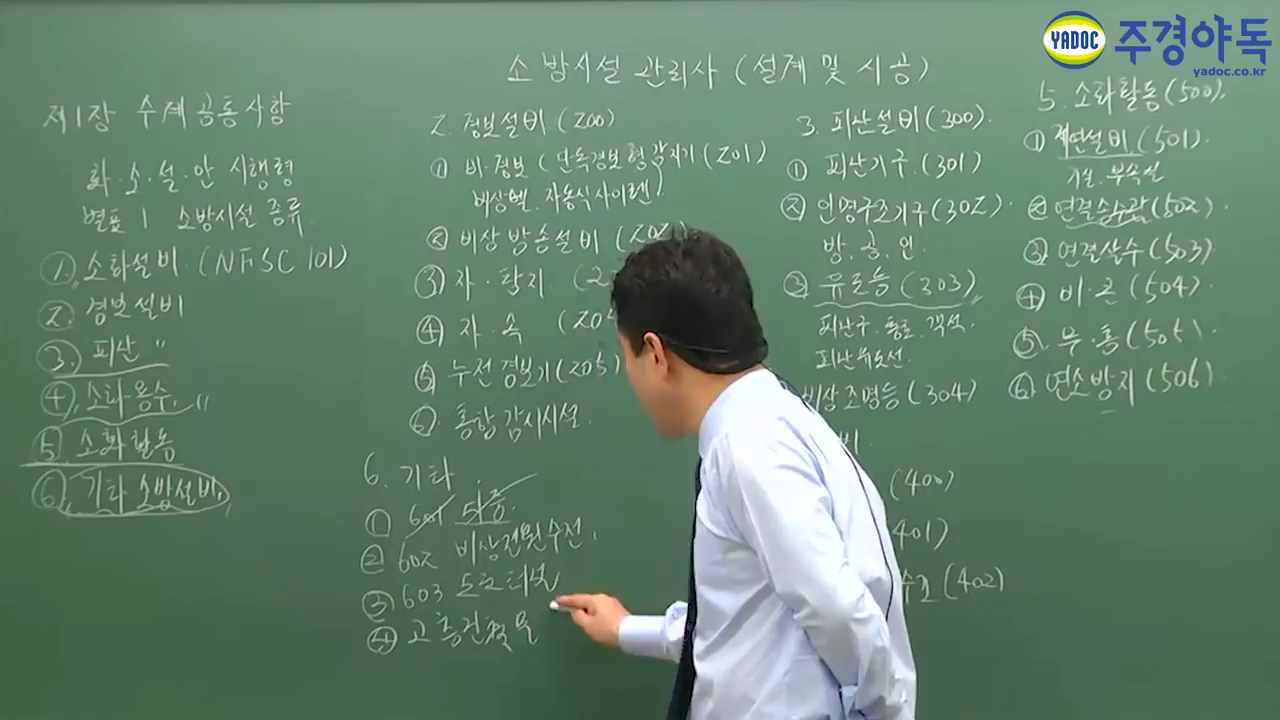 YADOC 주경야독
yadoc.co.kr
소방시설 관리사 (설계 및 시공)
제1장 수계 공통사항
화·소·설·안 시행령
별표 1 소방시설 종류
①. 소화설비. (NFSC 101)
②. 경보설비
③. 피난 〃
④. 소화용수. 〃
⑤ 소화활동
⑥. 기타 소방설비.
2. 경보설비 (200)
① 비·경보 (단독경보형 감지기 (201)
비상벨. 자동식사이렌)
② 비상방송설비 (202)
③ 자·탐지. (2
④ 자·속 (204
⑤ 누전경보기 (205)
⑥ 통합감시시설.
6. 기타
① 601
② 602 비상전원수전.
③ 603 도로터널
④ 고층건축물
3. 피난설비 (300).
① 피난기구 (301)
② 인명구조기구 (302).
방. 공. 인.
③ 유도등 (303)
피난구. 통로. 객석.
피난유도선.
비상조명등 (304)
비.
(400)
401)
수조 (402)
5. 소화활동 (500).
① 제연설비 (501).
거실. 부속실
② 연결송수관 (502).
③ 연결살수 (503)
④ 비·콘 (504).
⑤. 무·통 (505).
⑥ 연소방지 (506).